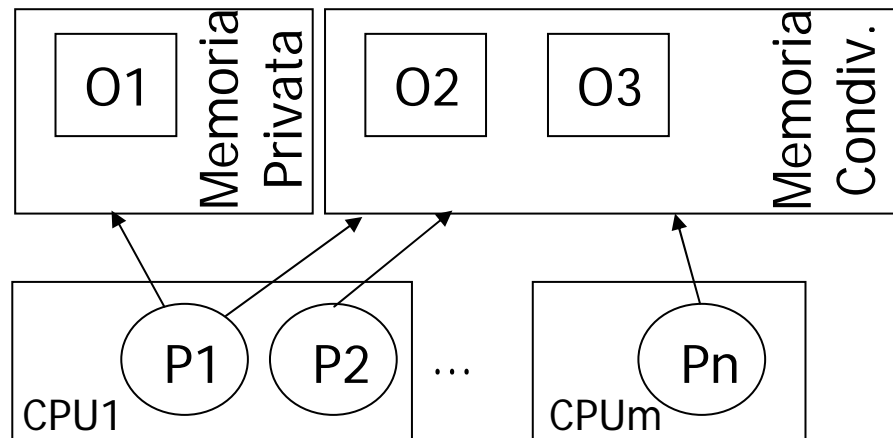 O1
Memoria
Privata
O2
O3
Memoria
Condiv.
P1
P2
...
Pn
CPU1
CPUm